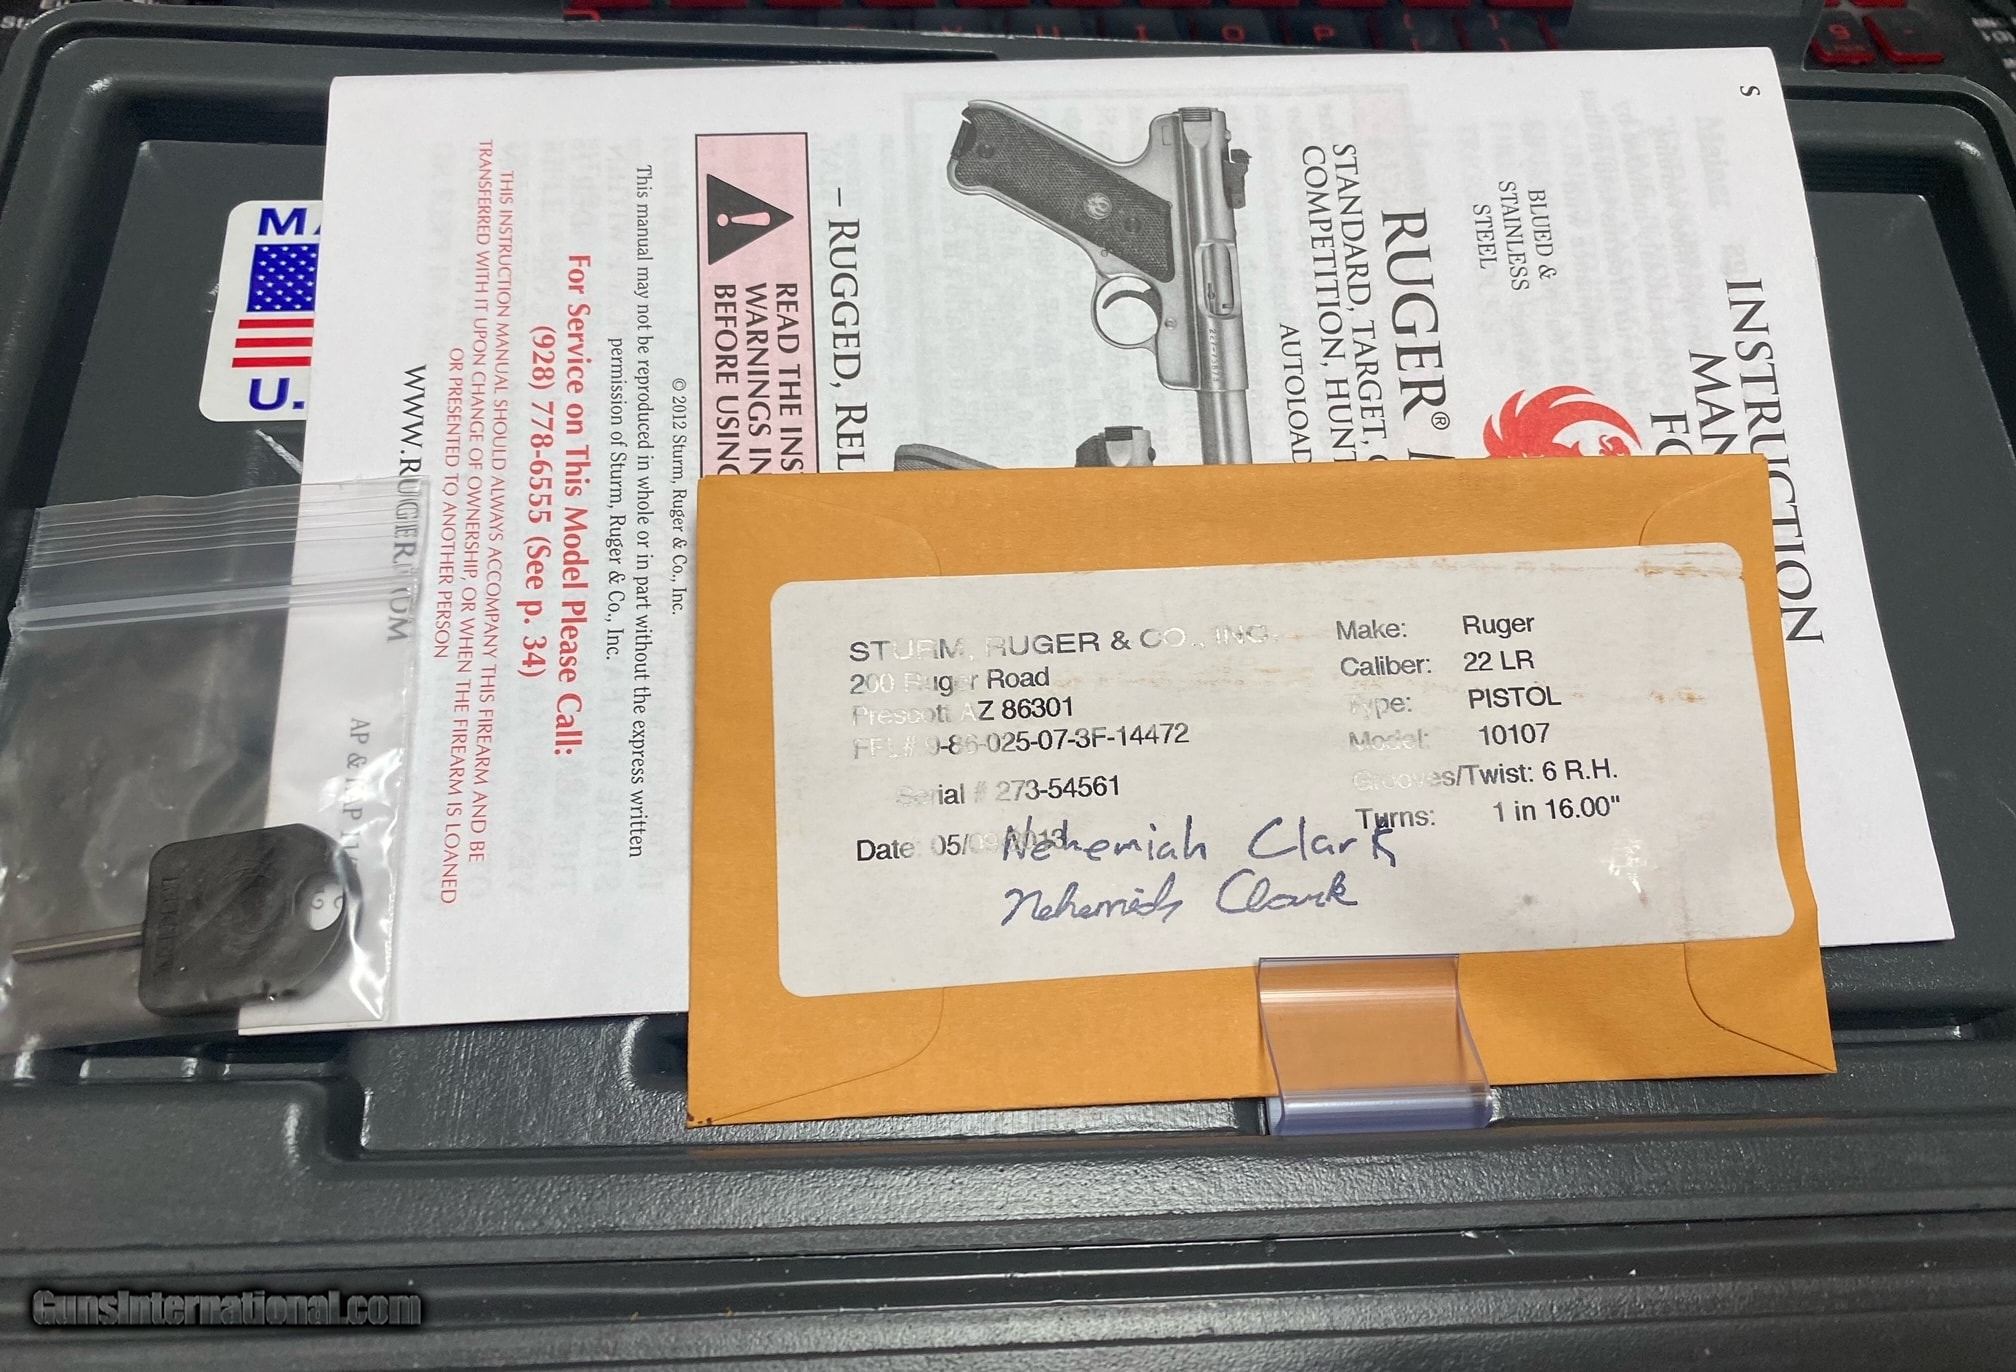 S
INSTRUCTION
MAN
FO
BLUED &
STAINLESS
STEEL
RUGER®
STANDARD, TARGET, C
COMPETITION, HUNT
AUTOLOAD
– RUGGED, REL
READ THE INS
WARNINGS IN
BEFORE USING
© 2012 Sturm, Ruger & Co., Inc.
This manual may not be reproduced in whole or in part without the express written
permission of Sturm, Ruger & Co., Inc.
For Service on This Model Please Call:
(928) 778-6555 (See p. 34)
THIS INSTRUCTION MANUAL SHOULD ALWAYS ACCOMPANY THIS FIREARM AND BE
TRANSFERRED WITH IT UPON CHANGE OF OWNERSHIP, OR WHEN THE FIREARM IS LOANED
OR PRESENTED TO ANOTHER PERSON
WWW.RUGER.COM
MA
U.
STURM, RUGER & CO., INC.
200 Ruger Road
Prescott AZ 86301
FFL# 9-86-025-07-3F-14472
Serial # 273-54561
Date: 05/09/2013
Make: Ruger
Caliber: 22 LR
Type: PISTOL
Model: 10107
Grooves/Twist: 6 R.H.
Turns: 1 in 16.00"
Nehemiah Clark
Nehemiah Clark
Y U I O P
GunsInternational.com